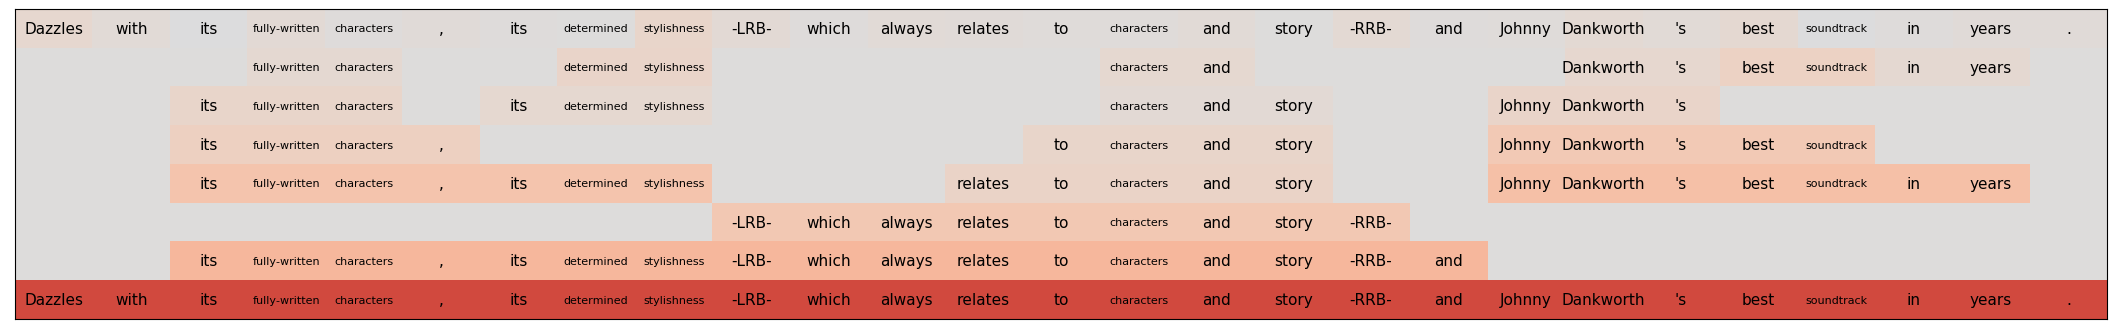 Dazzles with its fully-written characters , its determined stylishness -LRB- which always relates to characters and story -RRB- and Johnny Dankworth 's best soundtrack in years .
fully-written characters determined stylishness characters and Dankworth 's best soundtrack in years
its fully-written characters its determined stylishness characters and story Johnny Dankworth 's
its fully-written characters , to characters and story Johnny Dankworth 's best soundtrack
its fully-written characters , its determined stylishness relates to characters and story Johnny Dankworth 's best soundtrack in years
-LRB- which always relates to characters and story -RRB-
its fully-written characters , its determined stylishness -LRB- which always relates to characters and story -RRB- and
Dazzles with its fully-written characters , its determined stylishness -LRB- which always relates to characters and story -RRB- and Johnny Dankworth 's best soundtrack in years .